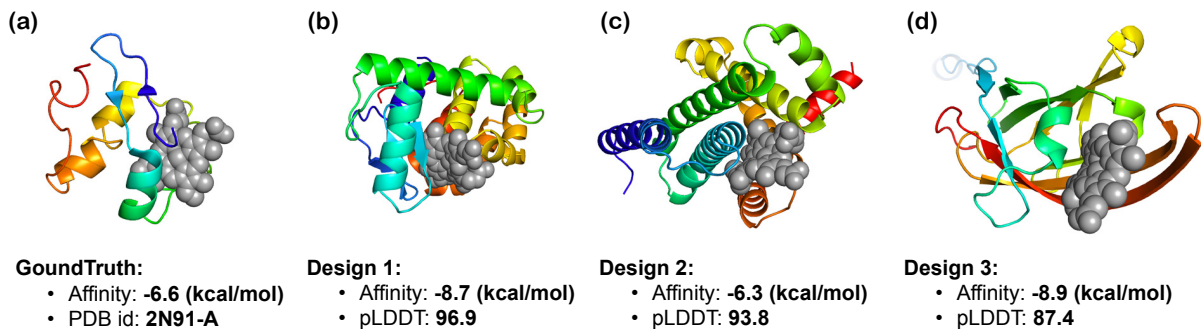 (a)
(b)
(c)
(d)
GoundTruth:
• Affinity: -6.6 (kcal/mol)
• PDB id: 2N91-A
Design 1:
• Affinity: -8.7 (kcal/mol)
• pLDDT: 96.9
Design 2:
• Affinity: -6.3 (kcal/mol)
• pLDDT: 93.8
Design 3:
• Affinity: -8.9 (kcal/mol)
• pLDDT: 87.4